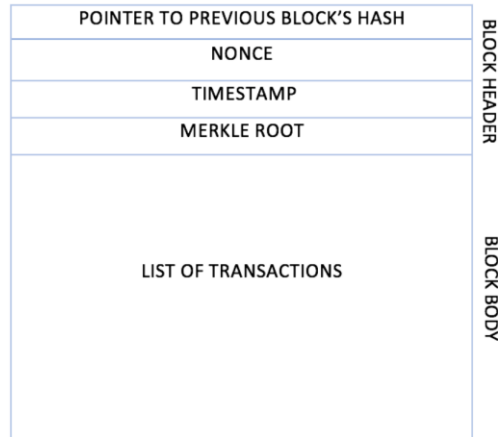 POINTER TO PREVIOUS BLOCK’S HASH
NONCE
TIMESTAMP
MERKLE ROOT
BLOCK HEADER
LIST OF TRANSACTIONS
BLOCK BODY